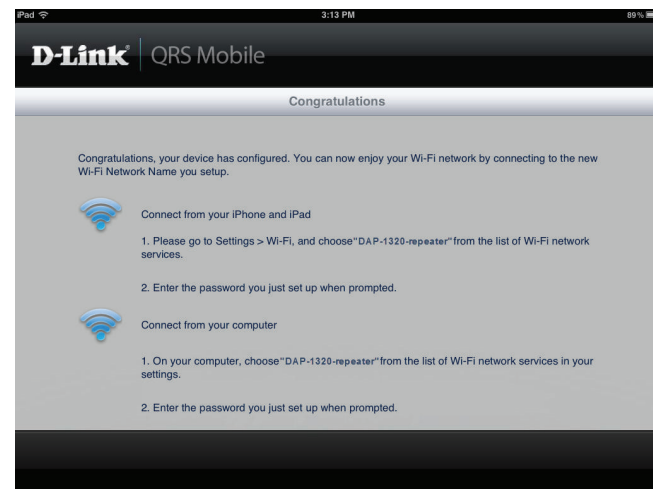 iPad 3:13 PM 89%
D-Link QRS Mobile
Congratulations
Congratulations, your device has configured. You can now enjoy your Wi-Fi network by connecting to the new
Wi-Fi Network Name you setup.
Connect from your iPhone and iPad
1. Please go to Settings > Wi-Fi, and choose"DAP-1320-repeater"from the list of Wi-Fi network
services.
2. Enter the password you just set up when prompted.
Connect from your computer
1. On your computer, choose"DAP-1320-repeater"from the list of Wi-Fi network services in your
settings.
2. Enter the password you just set up when prompted.